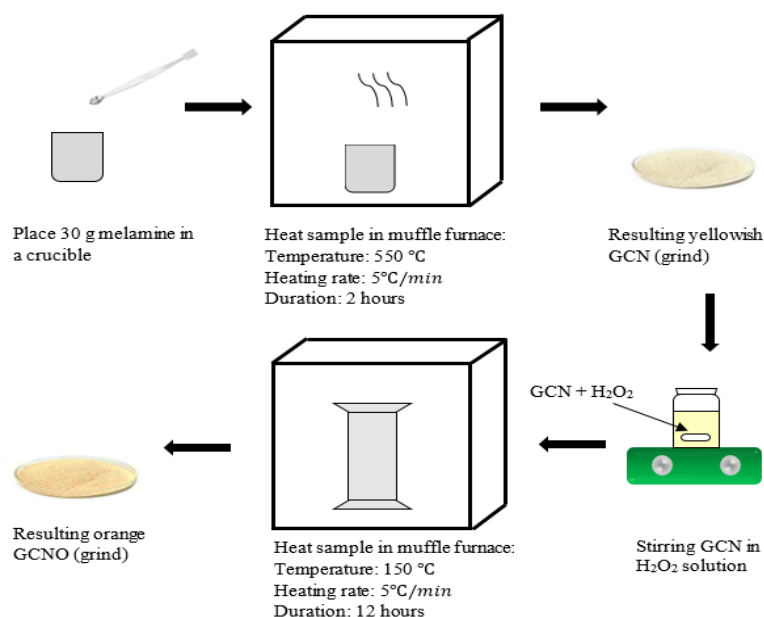 Place 30 g melamine in
a crucible
Heat sample in muffle furnace:
Temperature: 550 °C
Heating rate: 5°C/min
Duration: 2 hours
Resulting yellowish
GCN (grind)
GCN + H₂O₂
Stirring GCN in
H₂O₂ solution
Heat sample in muffle furnace:
Temperature: 150 °C
Heating rate: 5°C/min
Duration: 12 hours
Resulting orange
GCNO (grind)